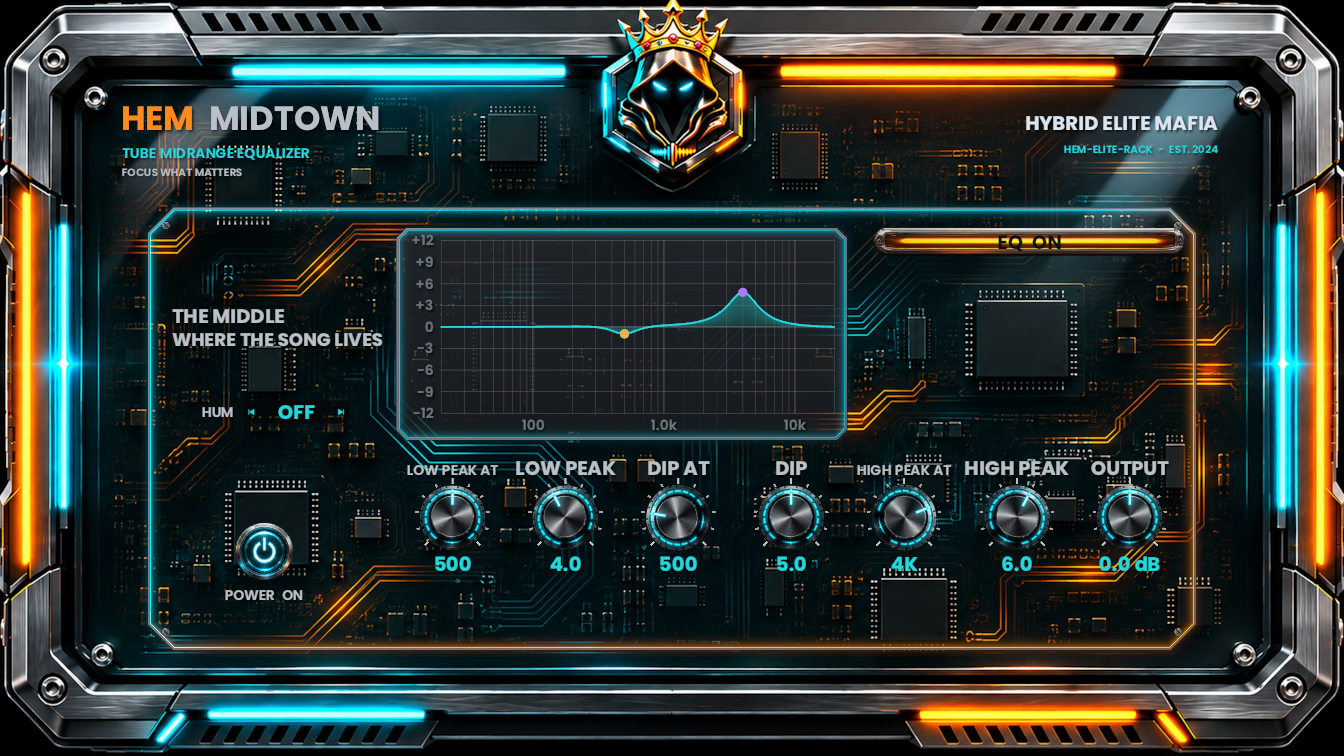 HEM MIDTOWN
TUBE MIDRANGE EQUALIZER
FOCUS WHAT MATTERS
HYBRID ELITE MAFIA
HEM-ELITE-RACK - EST. 2024
EQ ON
+12
+9
+6
+3
0
-3
-6
-9
-12
100 1.0k 10k
THE MIDDLE
WHERE THE SONG LIVES
HUM OFF
LOW PEAK AT LOW PEAK DIP AT DIP HIGH PEAK AT HIGH PEAK OUTPUT
500 4.0 500 5.0 4K 6.0 0.0 dB
POWER ON